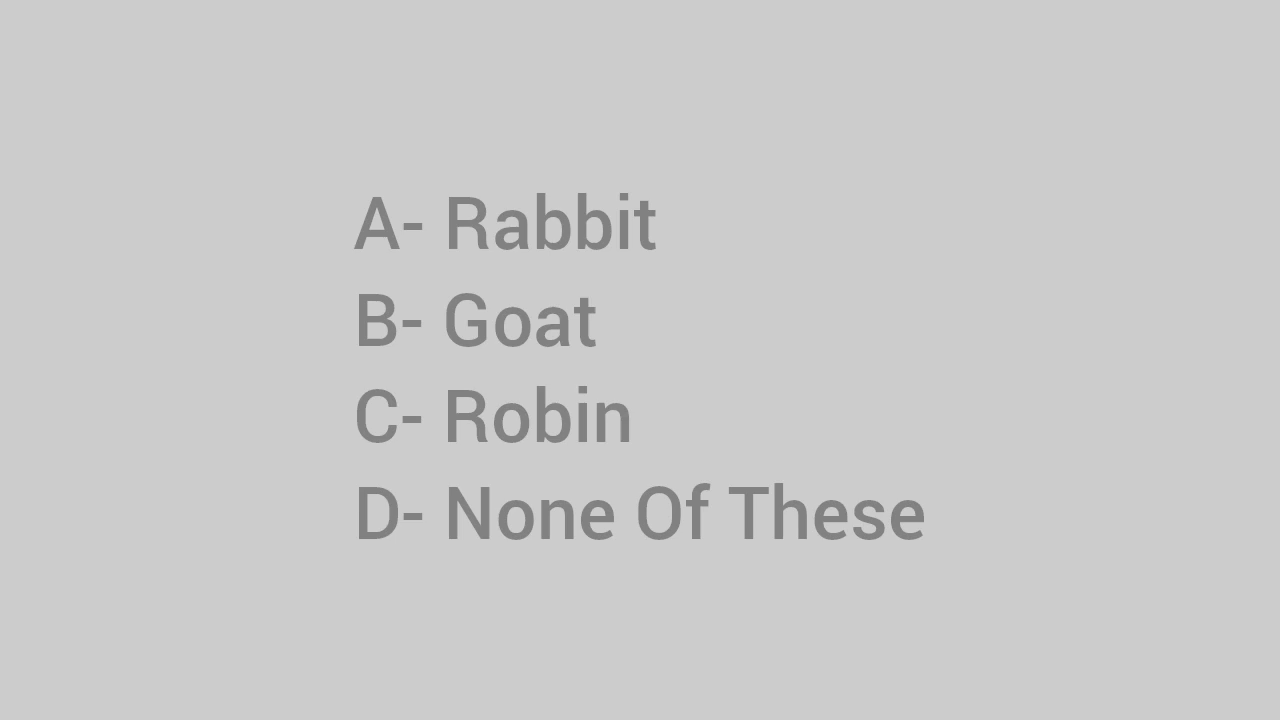 A- Rabbit
B- Goat
C- Robin
D- None Of These